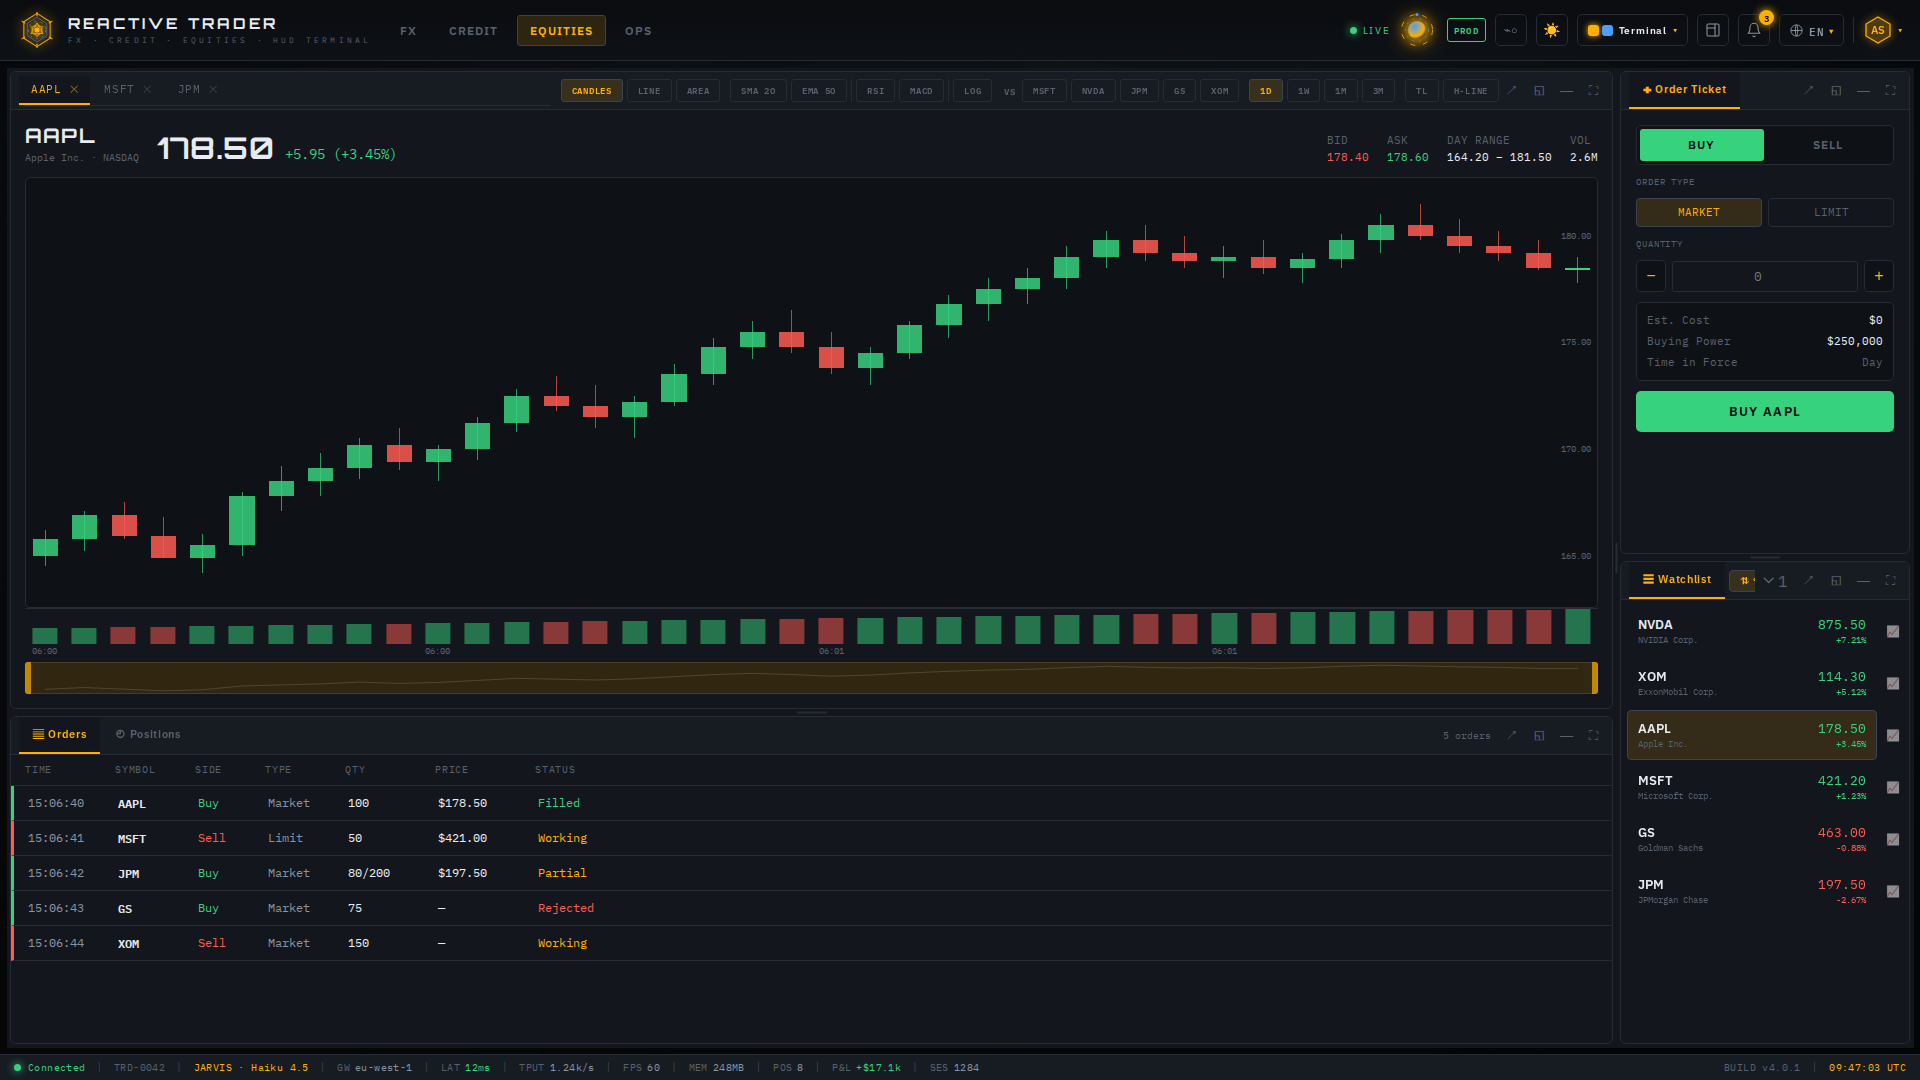 REACTIVE TRADER
FX · CREDIT · EQUITIES · HUD TERMINAL
FX CREDIT EQUITIES OPS
LIVE PROD Terminal 3 EN AS
AAPL MSFT JPM
CANDLES LINE AREA SMA 20 EMA 50 RSI MACD LOG VS MSFT NVDA JPM GS XOM 1D 1W 1M 3M TL H-LINE
AAPL
Apple Inc. · NASDAQ
178.50 +5.95 (+3.45%)
BID ASK DAY RANGE VOL
178.40 178.60 164.20 – 181.50 2.6M
180.00
175.00
170.00
165.00
06:00 06:00 06:01 06:01
Orders Positions 5 orders
TIME SYMBOL SIDE TYPE QTY PRICE STATUS
15:06:40 AAPL Buy Market 100 $178.50 Filled
15:06:41 MSFT Sell Limit 50 $421.00 Working
15:06:42 JPM Buy Market 80/200 $197.50 Partial
15:06:43 GS Buy Market 75 — Rejected
15:06:44 XOM Sell Market 150 — Working
Order Ticket
BUY SELL
ORDER TYPE
MARKET LIMIT
QUANTITY
− 0 +
Est. Cost $0
Buying Power $250,000
Time in Force Day
BUY AAPL
Watchlist 1
NVDA 875.50
NVIDIA Corp. +7.21%
XOM 114.30
ExxonMobil Corp. +5.12%
AAPL 178.50
Apple Inc. +3.45%
MSFT 421.20
Microsoft Corp. +1.23%
GS 463.00
Goldman Sachs -0.88%
JPM 197.50
JPMorgan Chase -2.67%
Connected TRD-0042 JARVIS · Haiku 4.5 GW eu-west-1 LAT 12ms TPUT 1.24k/s FPS 60 MEM 248MB POS 8 P&L +$17.1k SES 1284 BUILD v4.0.1 09:47:03 UTC